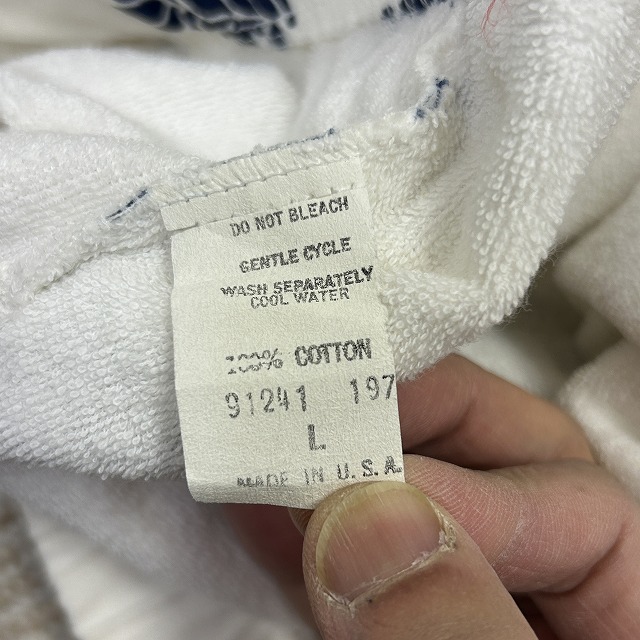 DO NOT BLEACH
GENTLE CYCLE
WASH SEPARATELY
COOL WATER
100% COTTON
91241 197
L
MADE IN U.S.A.